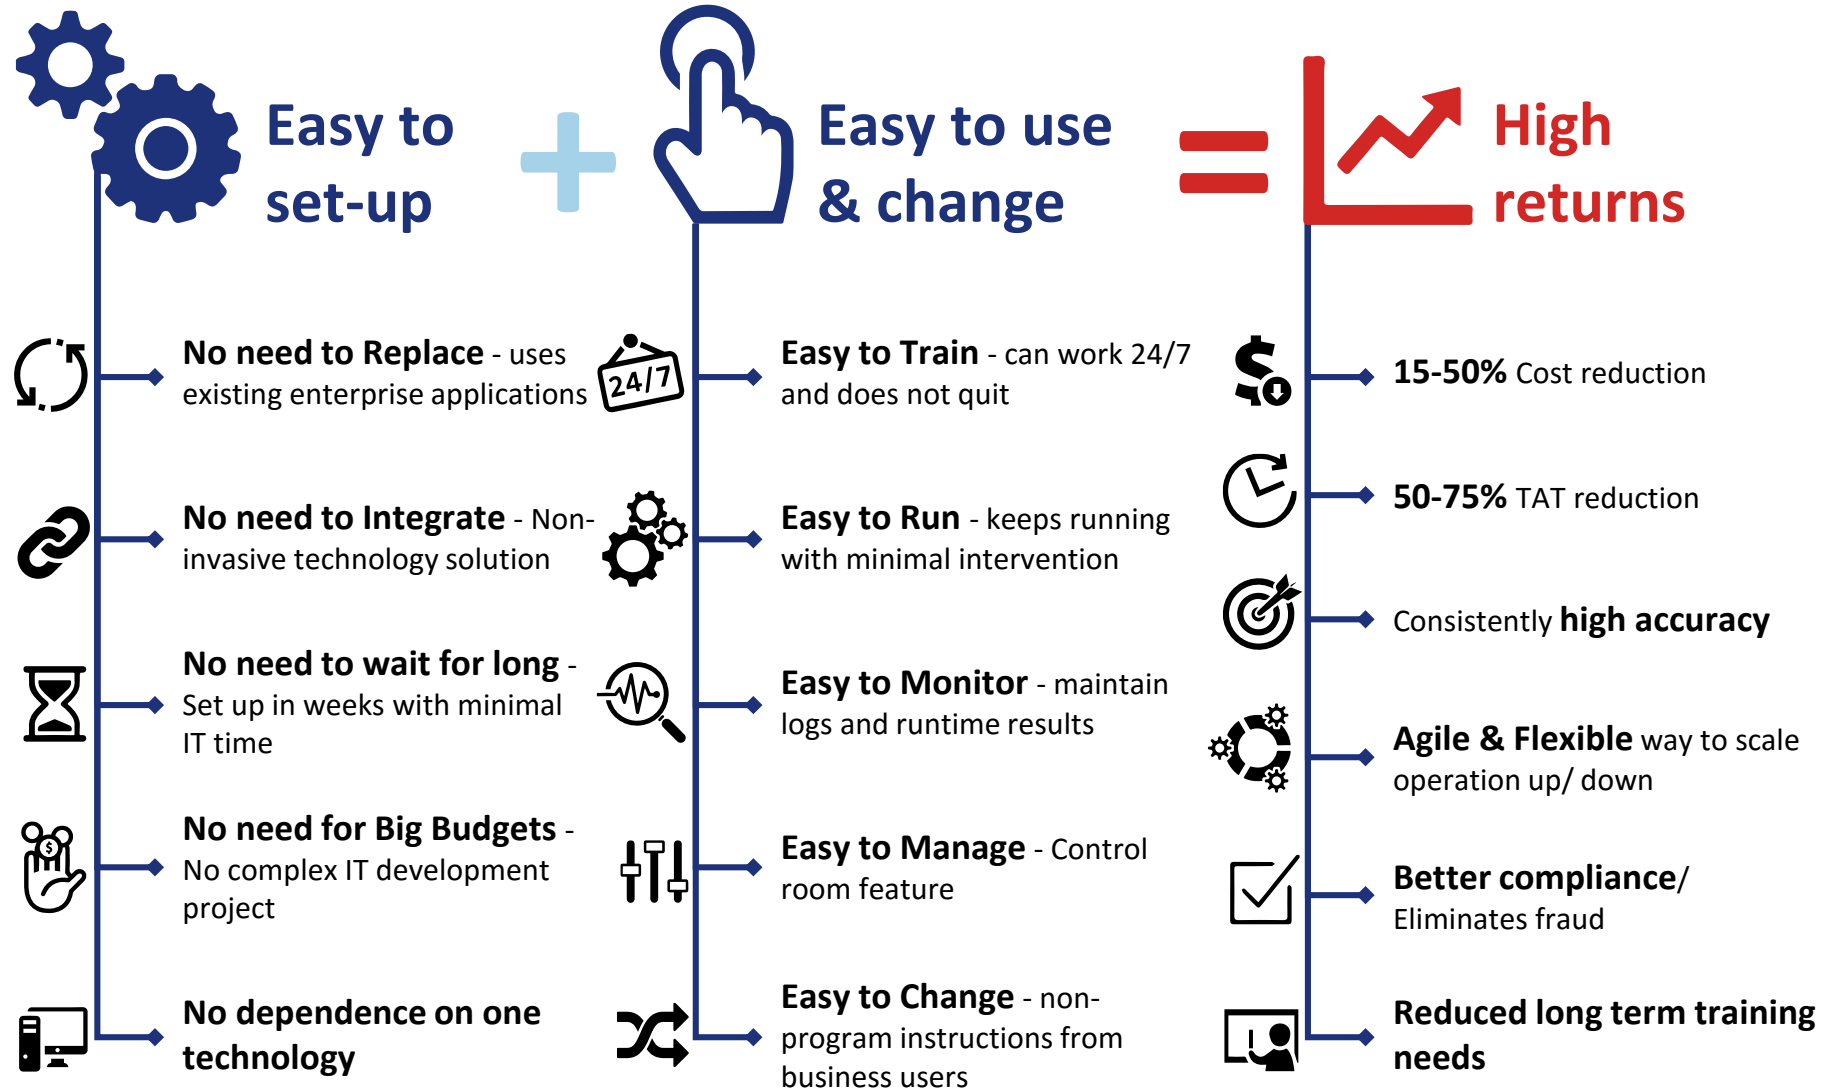 Easy to
set-up
+
Easy to use
& change
=
High
returns
No need to Replace - uses
existing enterprise applications
No need to Integrate - Non-
invasive technology solution
No need to wait for long -
Set up in weeks with minimal
IT time
$
No need for Big Budgets -
No complex IT development
project
No dependence on one
technology
24/7
Easy to Train - can work 24/7
and does not quit
Easy to Run - keeps running
with minimal intervention
Easy to Monitor - maintain
logs and runtime results
Easy to Manage - Control
room feature
Easy to Change - non-
program instructions from
business users
$
15-50% Cost reduction
50-75% TAT reduction
Consistently high accuracy
Agile & Flexible way to scale
operation up/ down
Better compliance/
Eliminates fraud
Reduced long term training
needs